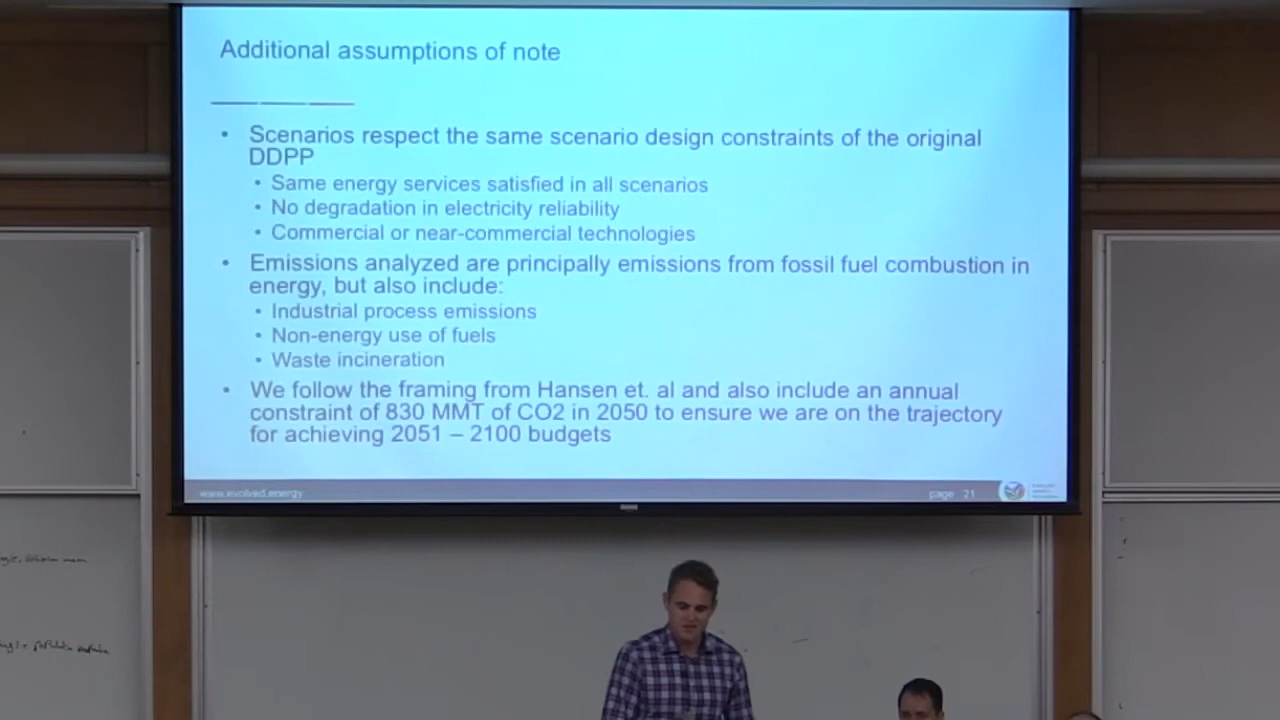 Additional assumptions of note
• Scenarios respect the same scenario design constraints of the original
DDPP
• Same energy services satisfied in all scenarios
• No degradation in electricity reliability
• Commercial or near-commercial technologies
• Emissions analyzed are principally emissions from fossil fuel combustion in
energy, but also include:
• Industrial process emissions
• Non-energy use of fuels
• Waste incineration
• We follow the framing from Hansen et. al and also include an annual
constraint of 830 MMT of CO2 in 2050 to ensure we are on the trajectory
for achieving 2051 – 2100 budgets
www.evolved.energy
page 21